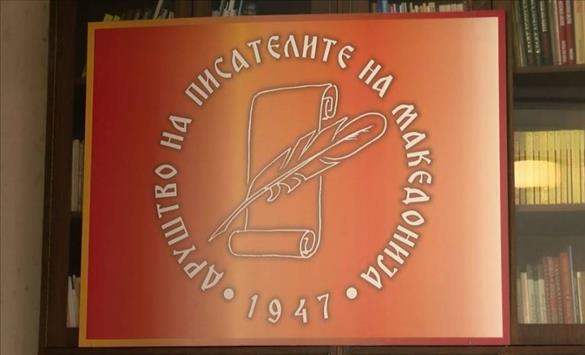 ДРУШТВО НА ПИСАТЕЛИТЕ НА МАКЕДОНИЈА
• 1947 •